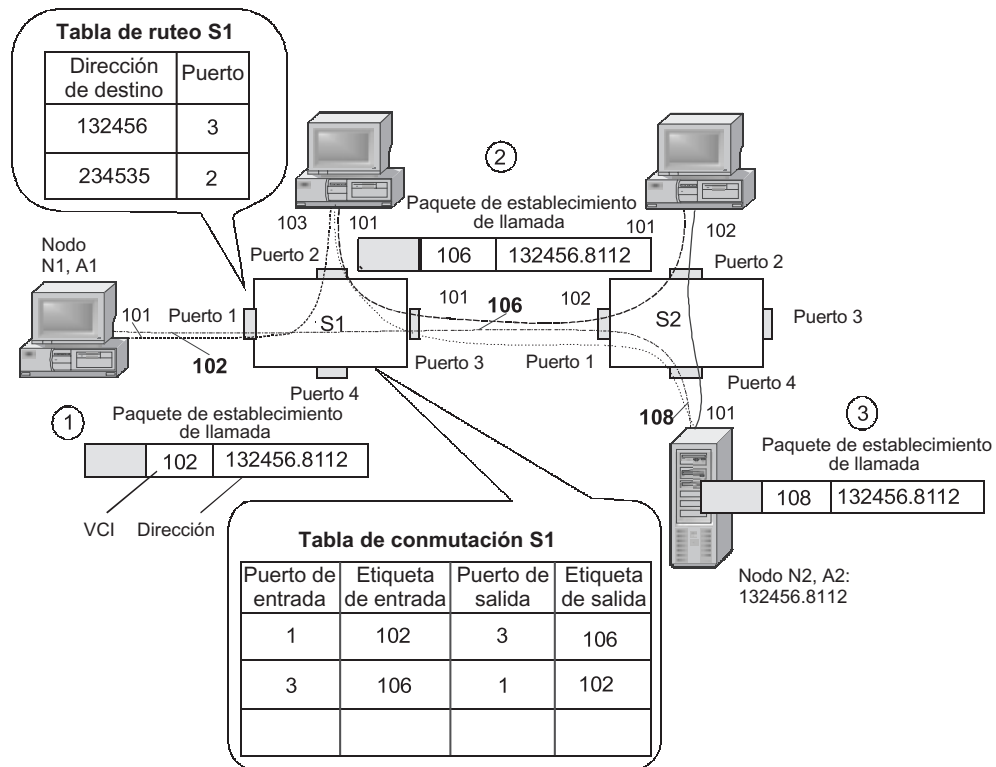 Tabla de ruteo S1
Dirección
de destino
Puerto
132456
3
234535
2
2
Paquete de establecimiento
de llamada
106
132456.8112
103
101
101
102
Nodo
N1, A1
Puerto 2
Puerto 2
101
Puerto 1
S1
101
106
102
S2
Puerto 3
102
Puerto 3
Puerto 1
Puerto 4
Puerto 4
1
Paquete de establecimiento
de llamada
102
132456.8112
VCI
Dirección
108
101
3
Paquete de establecimiento
de llamada
108
132456.8112
Nodo N2, A2:
132456.8112
Tabla de conmutación S1
Puerto de
entrada
Etiqueta
de entrada
Puerto de
salida
Etiqueta
de salida
1
102
3
106
3
106
1
102